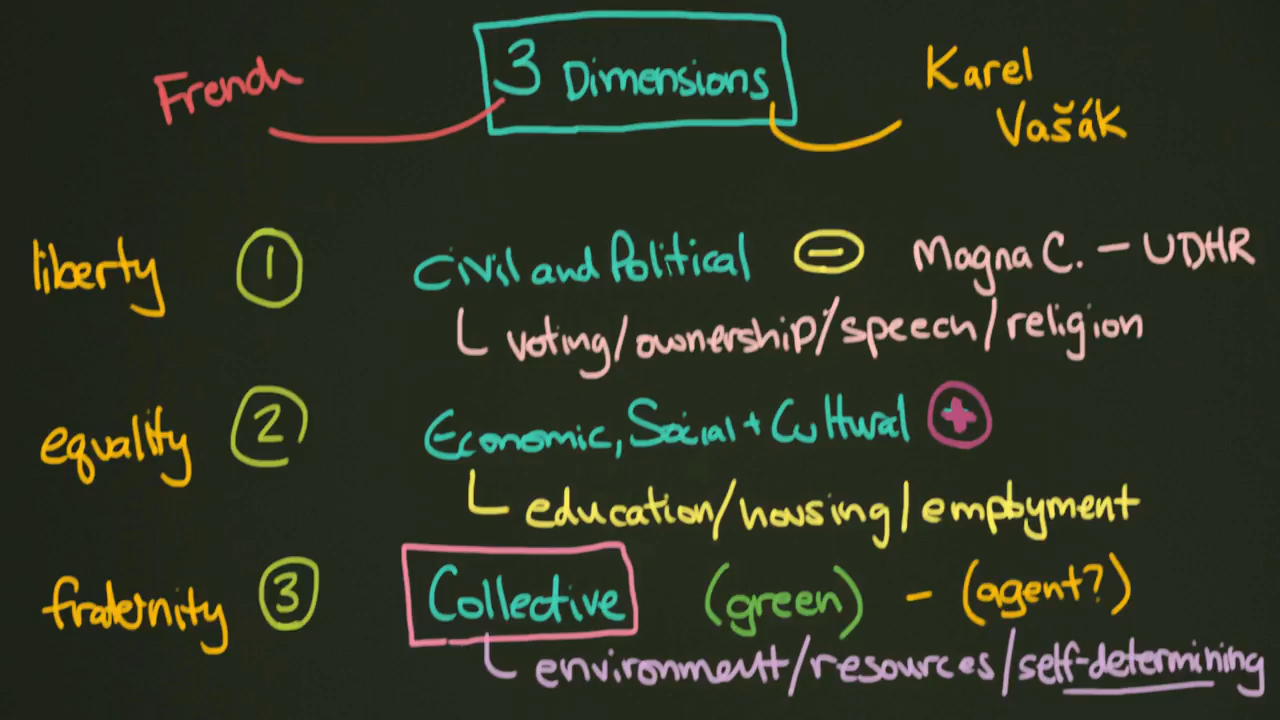 French
3 Dimensions
Karel
Vašák
liberty 1 Civil and Political - Magna C. - UDHR
voting/ownership/speech/religion
equality 2 Economic, Social + Cultural +
education/housing/employment
fraternity 3 Collective (green) - (agent?)
environment/resources/self-determining